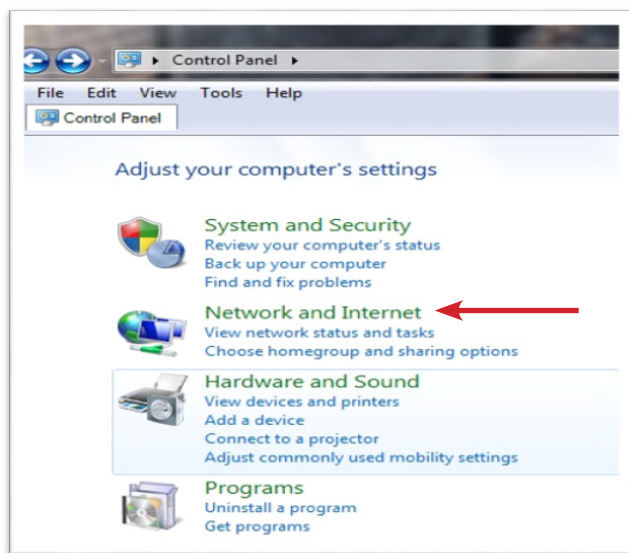 Control Panel
File Edit View Tools Help
Control Panel
Adjust your computer's settings
System and Security
Review your computer's status
Back up your computer
Find and fix problems
Network and Internet
View network status and tasks
Choose homegroup and sharing options
Hardware and Sound
View devices and printers
Add a device
Connect to a projector
Adjust commonly used mobility settings
Programs
Uninstall a program
Get programs